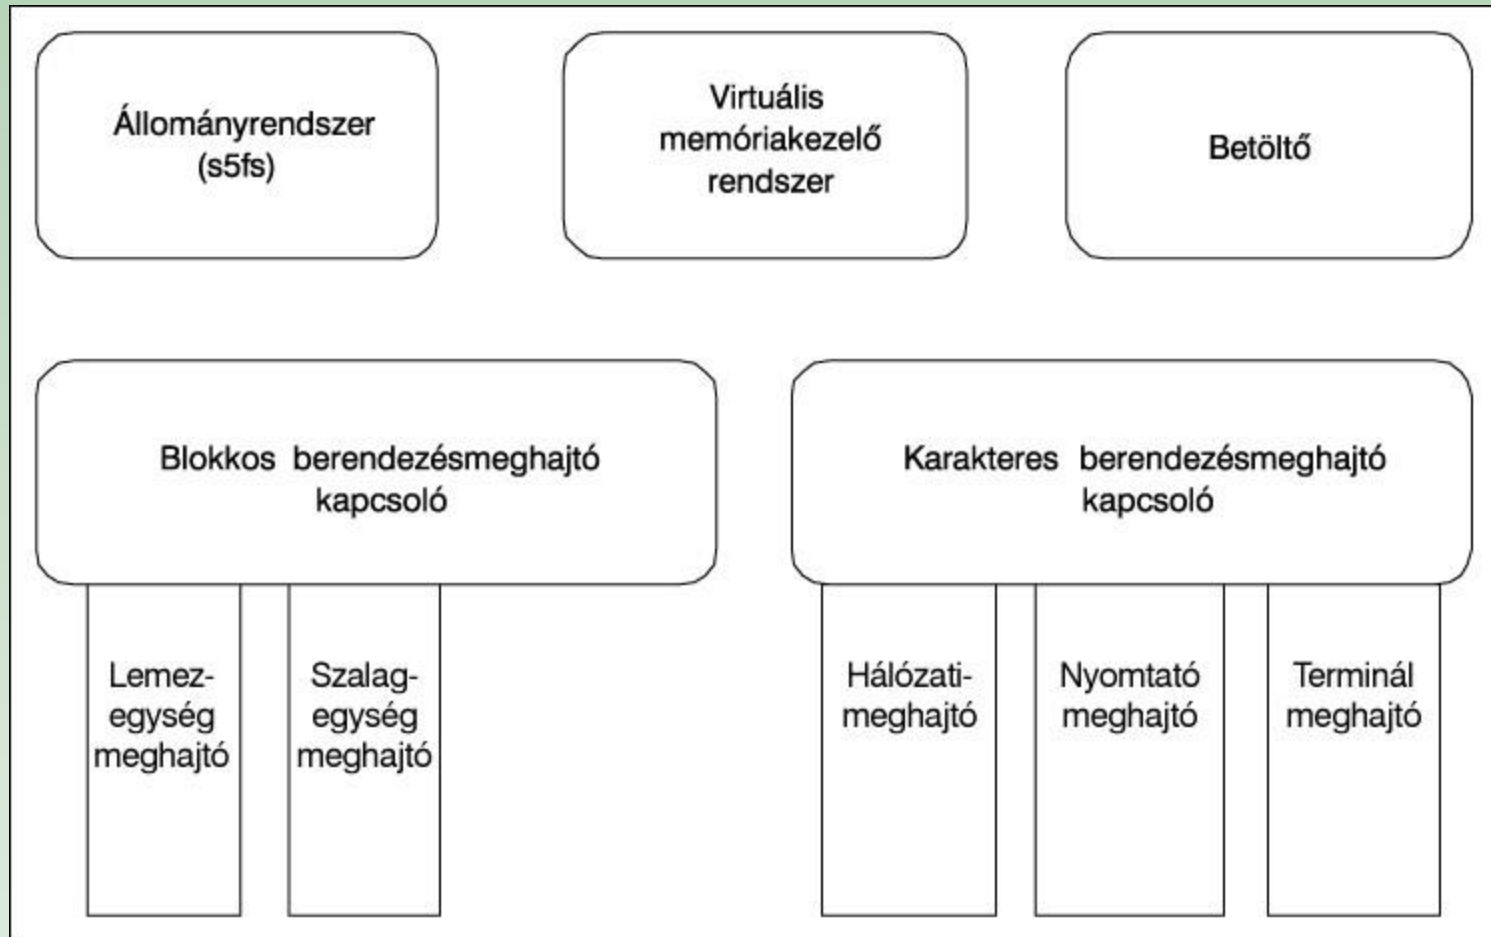 Állományrendszer
(s5fs)
Virtuális
memóriakezelő
rendszer
Betöltő
Blokkos berendezésmeghajtó
kapcsoló
Karakteres berendezésmeghajtó
kapcsoló
Lemez-
egység
meghajtó
Szalag-
egység
meghajtó
Hálózati-
meghajtó
Nyomtató
meghajtó
Terminál
meghajtó